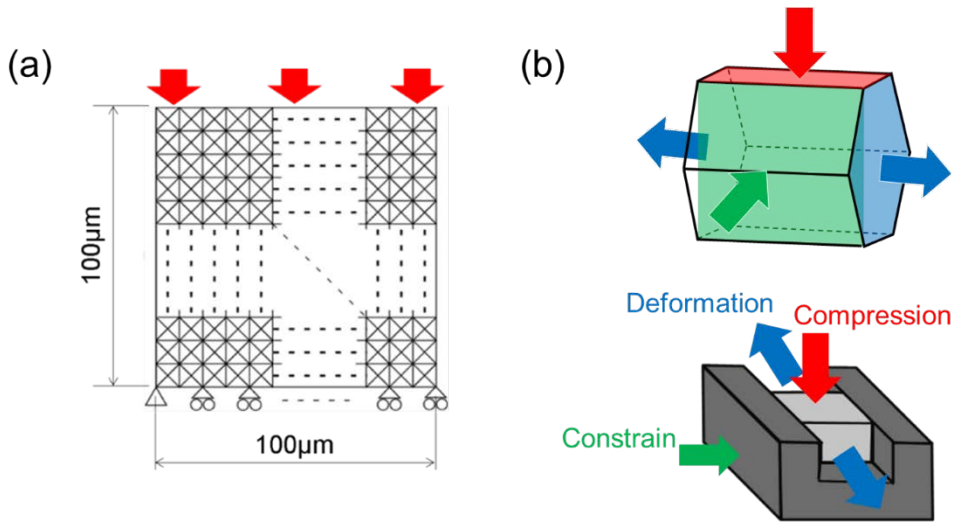 (a)
(b)
100µm
100µm
Deformation
Compression
Constrain